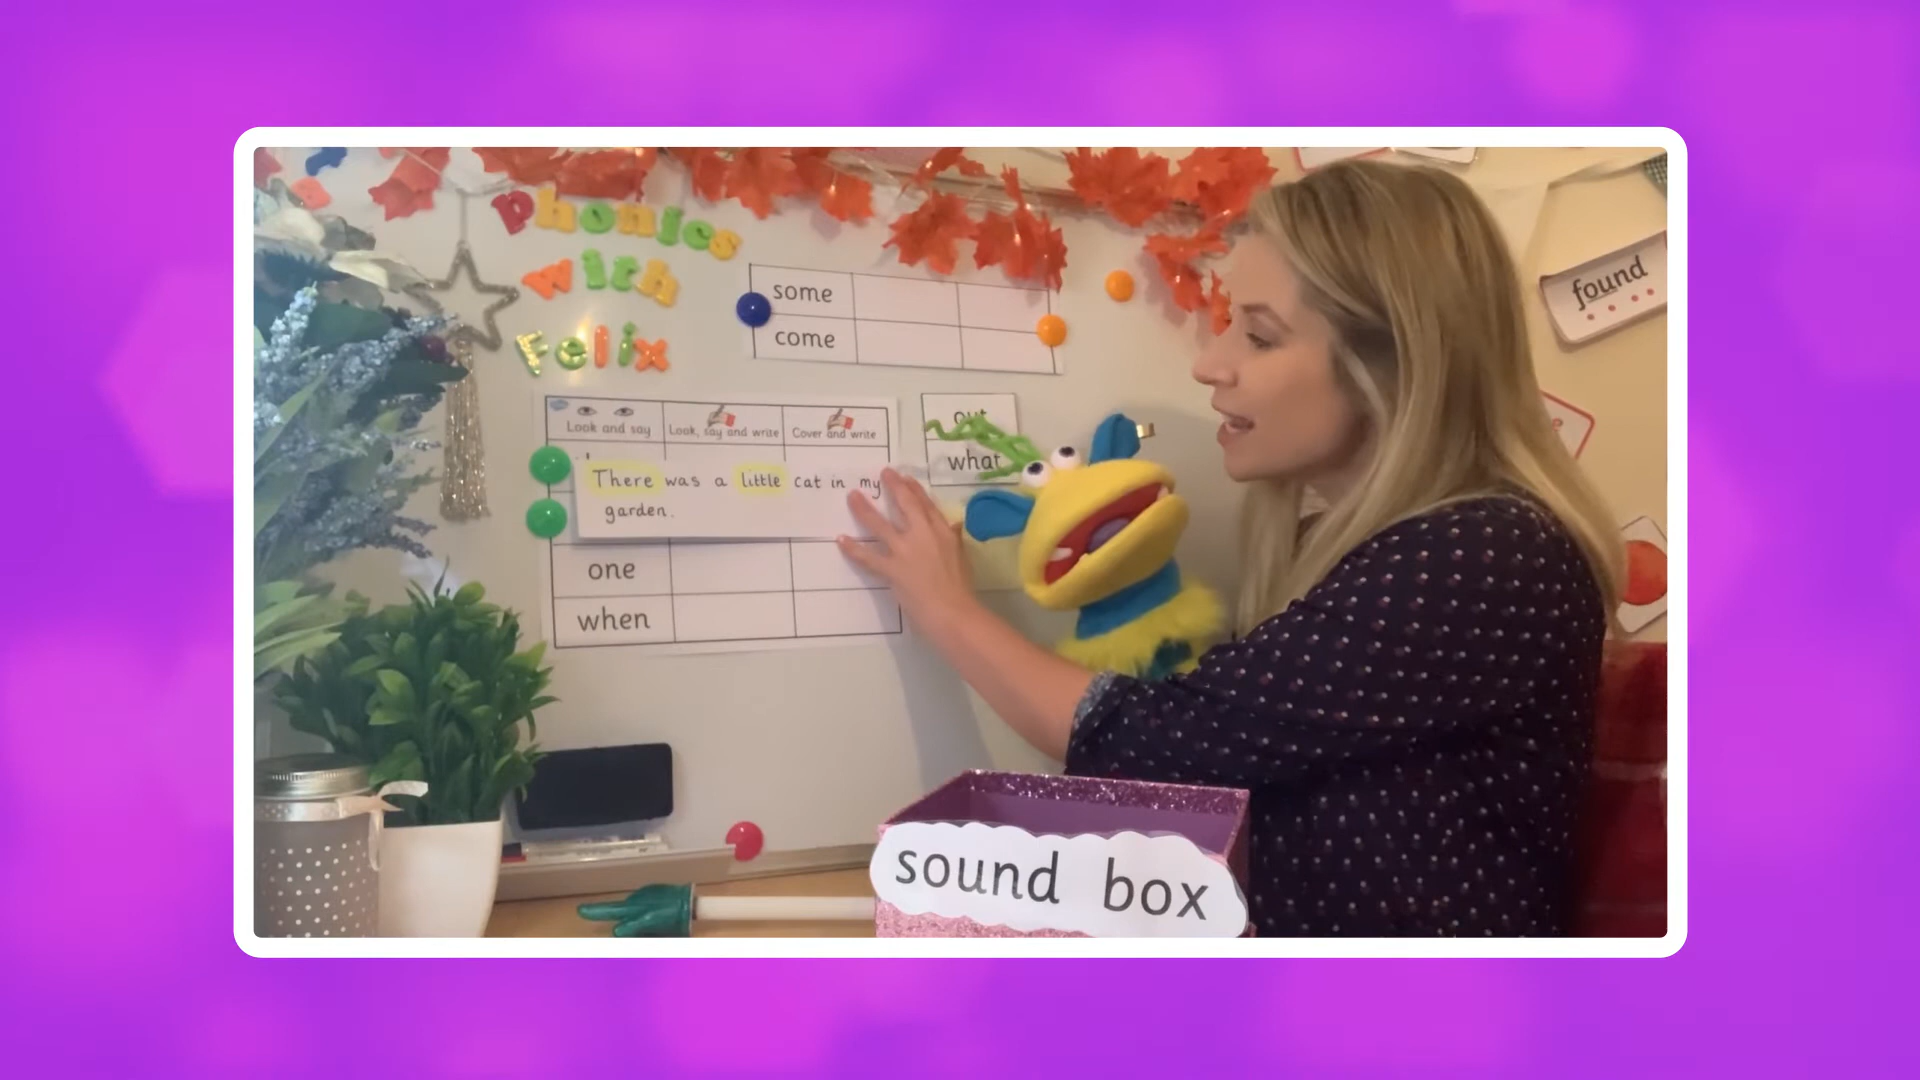 Phonics
with
Felix
some
come
found
Look and say
Look, say and write
Cover and write
out
what
There was a little cat in my
garden.
one
when
sound box